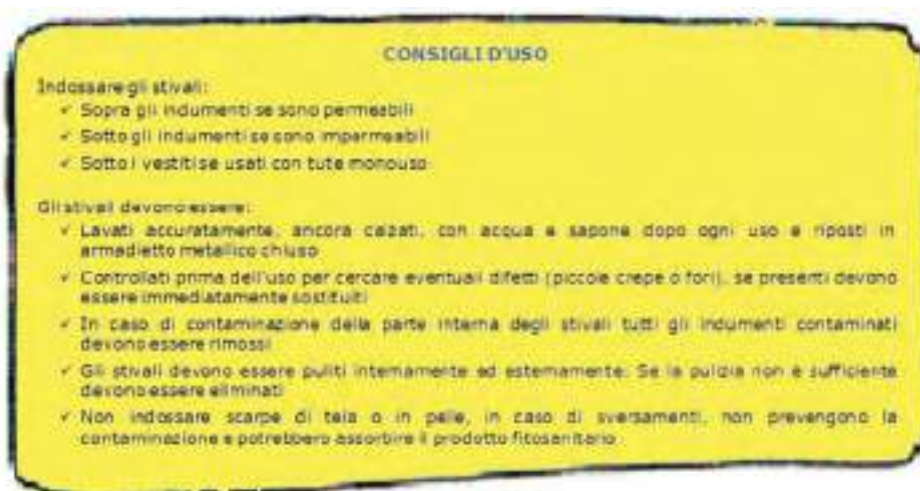 CONSIGLI D'USO
Indossare gli stivali:
✓ Sopra gli indumenti se sono permeabili
✓ Sotto gli indumenti se sono impermeabili
✓ Sotto i vestiti se usati con tute monouso
Gli stivali devono essere:
✓ Lavati accuratamente, ancora calzati, con acqua e sapone dopo ogni uso e riposti in
armadietto metallico chiuso
✓ Controllati prima dell'uso per cercare eventuali difetti (piccole crepe o fori), se presenti devono
essere immediatamente sostituiti
✓ In caso di contaminazione della parte interna degli stivali tutti gli indumenti contaminati
devono essere rimossi
✓ Gli stivali devono essere puliti internamente ed esternamente. Se la pulizia non è sufficiente
devono essere eliminati
✓ Non indossare scarpe di tela o in pelle, in caso di sversamenti, non prevengono la
contaminazione e potrebbero assorbire il prodotto fitosanitario